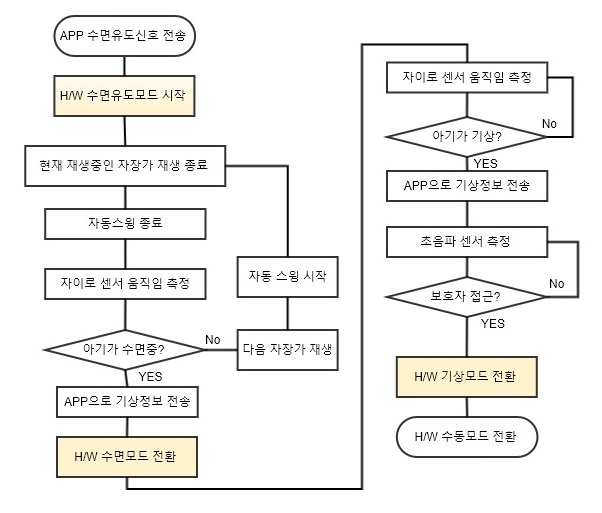 APP 수면유도신호 전송
H/W 수면유도모드 시작
현재 재생중인 자장가 재생 종료
자동스윙 종료
자이로 센서 움직임 측정
자동 스윙 시작
아기가 수면중?
No
다음 자장가 재생
YES
APP으로 기상정보 전송
H/W 수면모드 전환
자이로 센서 움직임 측정
아기가 기상?
No
YES
APP으로 기상정보 전송
초음파 센서 측정
보호자 접근?
No
YES
H/W 기상모드 전환
H/W 수동모드 전환